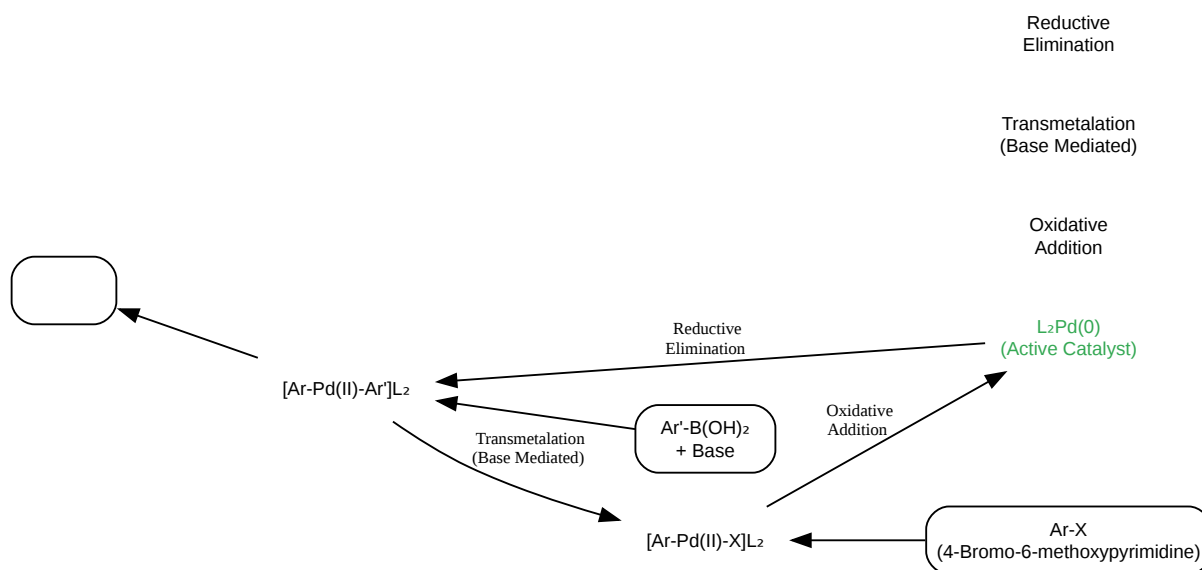 Reductive
Elimination
Transmetalation
(Base Mediated)
Oxidative
Addition
L₂Pd(0)
(Active Catalyst)
Reductive
Elimination
[Ar-Pd(II)-Ar']L₂
Oxidative
Addition
Ar'-B(OH)₂
+ Base
Transmetalation
(Base Mediated)
[Ar-Pd(II)-X]L₂
Ar-X
(4-Bromo-6-methoxypyrimidine)